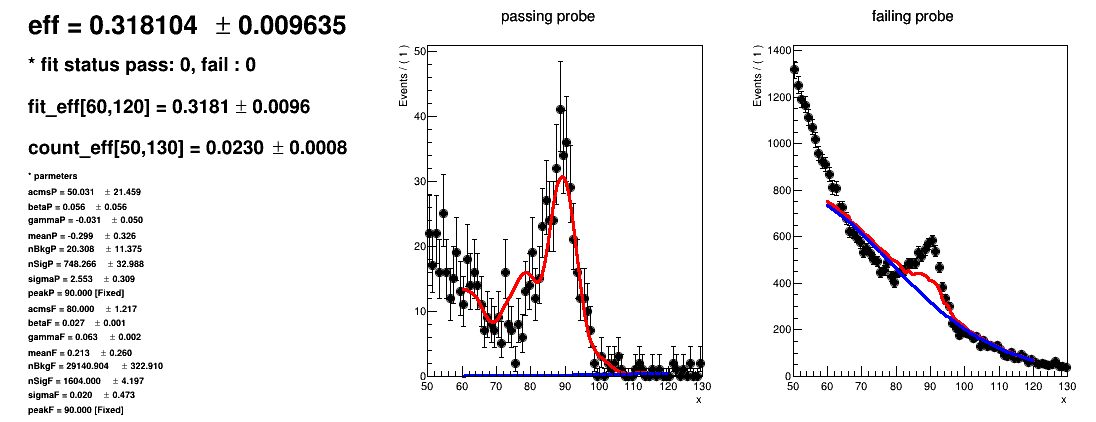 eff = 0.318104 ± 0.009635
* fit status pass: 0, fail : 0
fit_eff[60,120] = 0.3181 ± 0.0096
count_eff[50,130] = 0.0230 ± 0.0008
* parmeters
acmsP = 50.031 ± 21.459
betaP = 0.056 ± 0.056
gammaP = -0.031 ± 0.050
meanP = -0.299 ± 0.326
nBkgP = 20.308 ± 11.375
nSigP = 748.266 ± 32.988
sigmaP = 2.553 ± 0.309
peakP = 90.000 [Fixed]
acmsF = 80.000 ± 1.217
betaF = 0.027 ± 0.001
gammaF = 0.063 ± 0.002
meanF = 0.213 ± 0.260
nBkgF = 29140.904 ± 322.910
nSigF = 1604.000 ± 4.197
sigmaF = 0.020 ± 0.473
peakF = 90.000 [Fixed]
passing probe
Events / ( 1 )
50
40
30
20
10
0
50 60 70 80 90 100 110 120 130
x
failing probe
Events / ( 1 )
1400
1200
1000
800
600
400
200
0
50 60 70 80 90 100 110 120 130
x